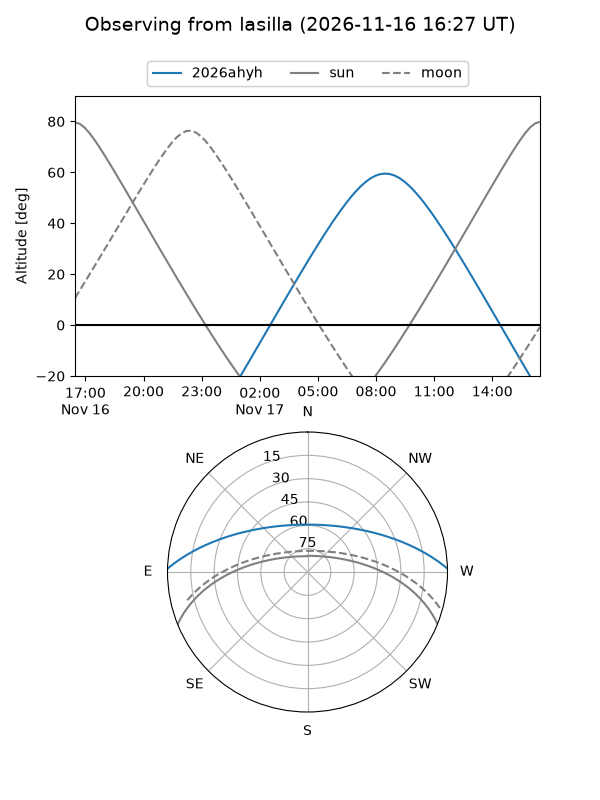 Observing from lasilla (2026-11-16 16:27 UT)
2026ahyh sun moon
Altitude [deg]
80
60
40
20
0
−20
17:00 20:00 23:00 02:00 05:00 08:00 11:00 14:00
Nov 16 Nov 17
N
NE NW
15
30
45
60
75
E W
SE SW
S